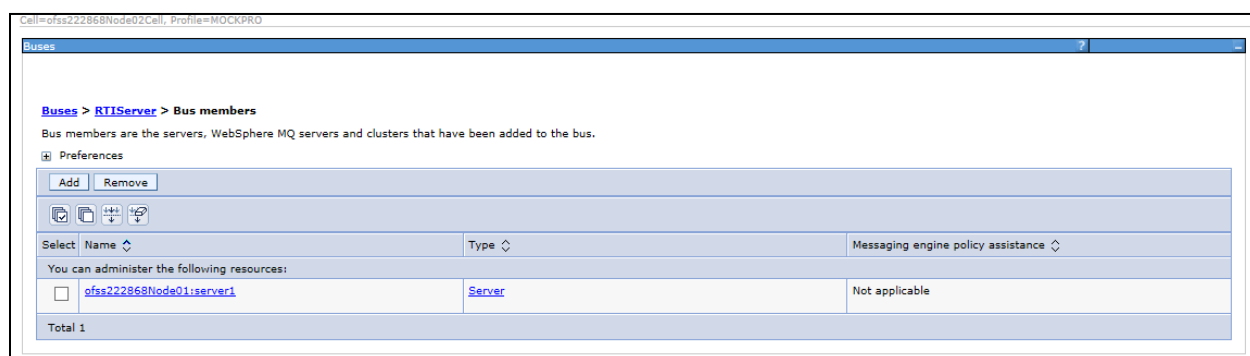 Cell=ofss222868Node02Cell, Profile=MOCKPRO
Buses ? –
Buses > RTIServer > Bus members
Bus members are the servers, WebSphere MQ servers and clusters that have been added to the bus.
+ Preferences
Add Remove
Select Name Type Messaging engine policy assistance
You can administer the following resources:
ofss222868Node01:server1 Server Not applicable
Total 1